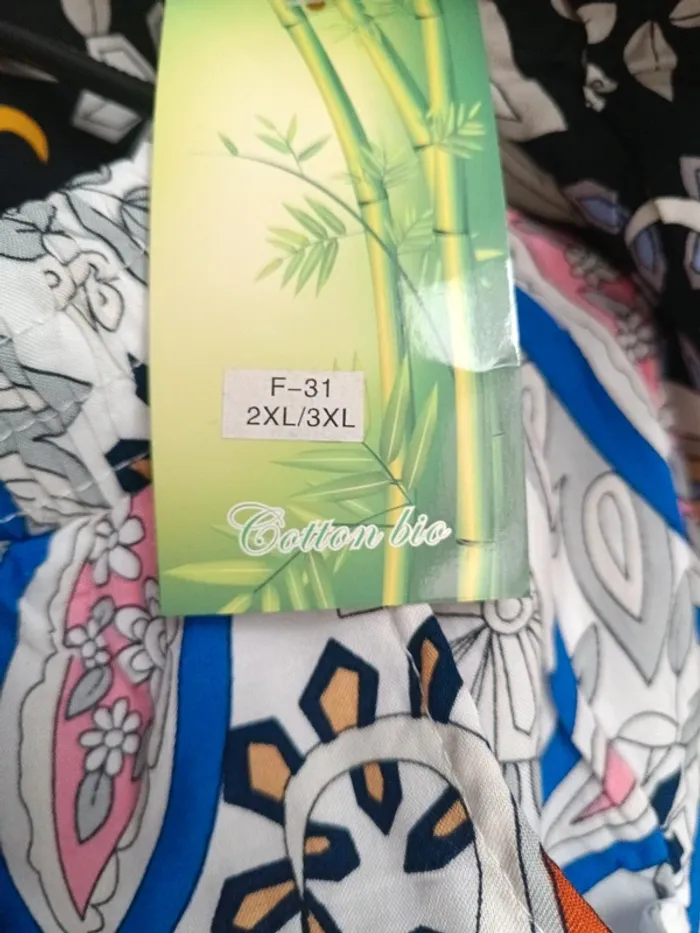 F-31
2XL/3XL
Cotton bio